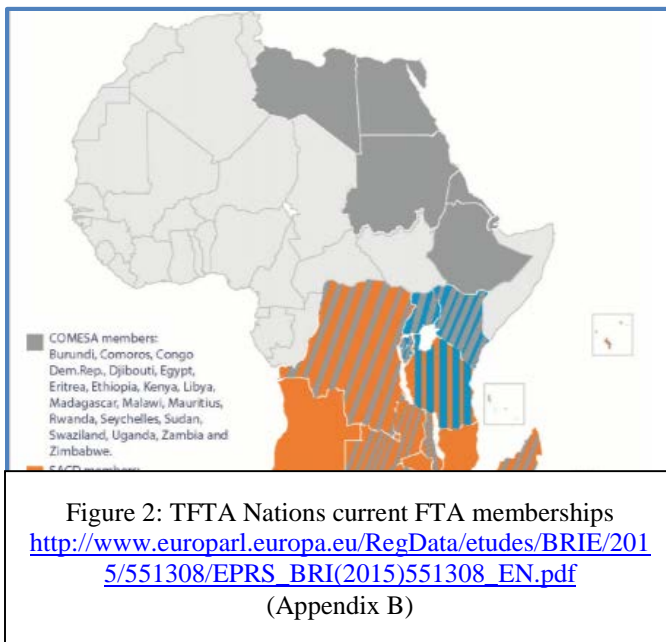 COMESA members:
Burundi, Comoros, Congo
Dem.Rep., Djibouti, Egypt,
Eritrea, Ethiopia, Kenya, Libya,
Madagascar, Malawi, Mauritius,
Rwanda, Seychelles, Sudan,
Swaziland, Uganda, Zambia and
Zimbabwe.
members:
Figure 2: TFTA Nations current FTA memberships
http://www.europarl.europa.eu/RegData/etudes/BRIE/201
5/551308/EPRS_BRI(2015)551308_EN.pdf
(Appendix B)